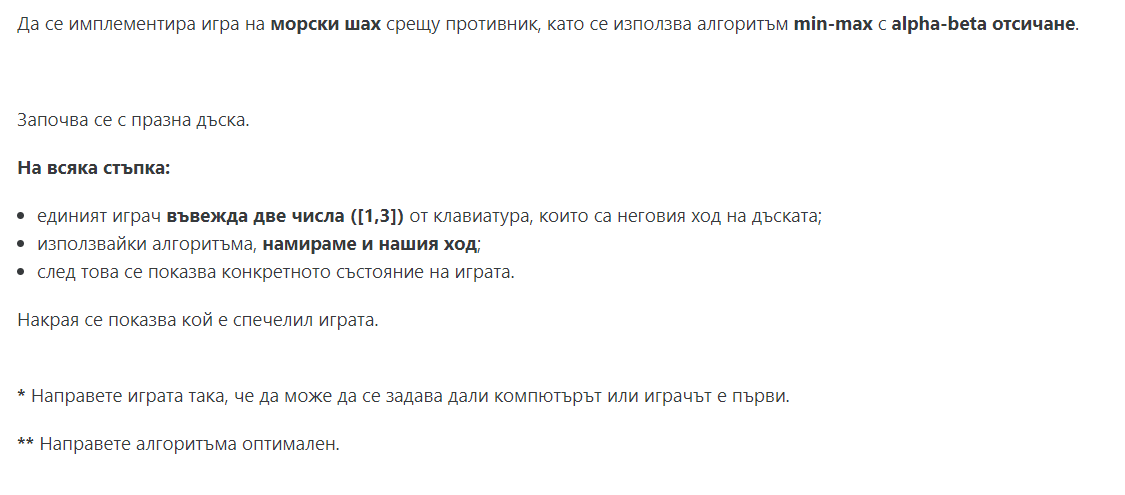 Да се имплементира игра на морски шах срещу противник, като се използва алгоритъм min-max с alpha-beta отсичане.
Започва се с празна дъска.
На всяка стъпка:
• единият играч въвежда две числа ([1,3]) от клавиатура, които са неговия ход на дъската;
• използвайки алгоритъма, намираме и нашия ход;
• след това се показва конкретното състояние на играта.
Накрая се показва кой е спечелил играта.
* Направете играта така, че да може да се задава дали компютърът или играчът е първи.
** Направете алгоритъма оптимален.